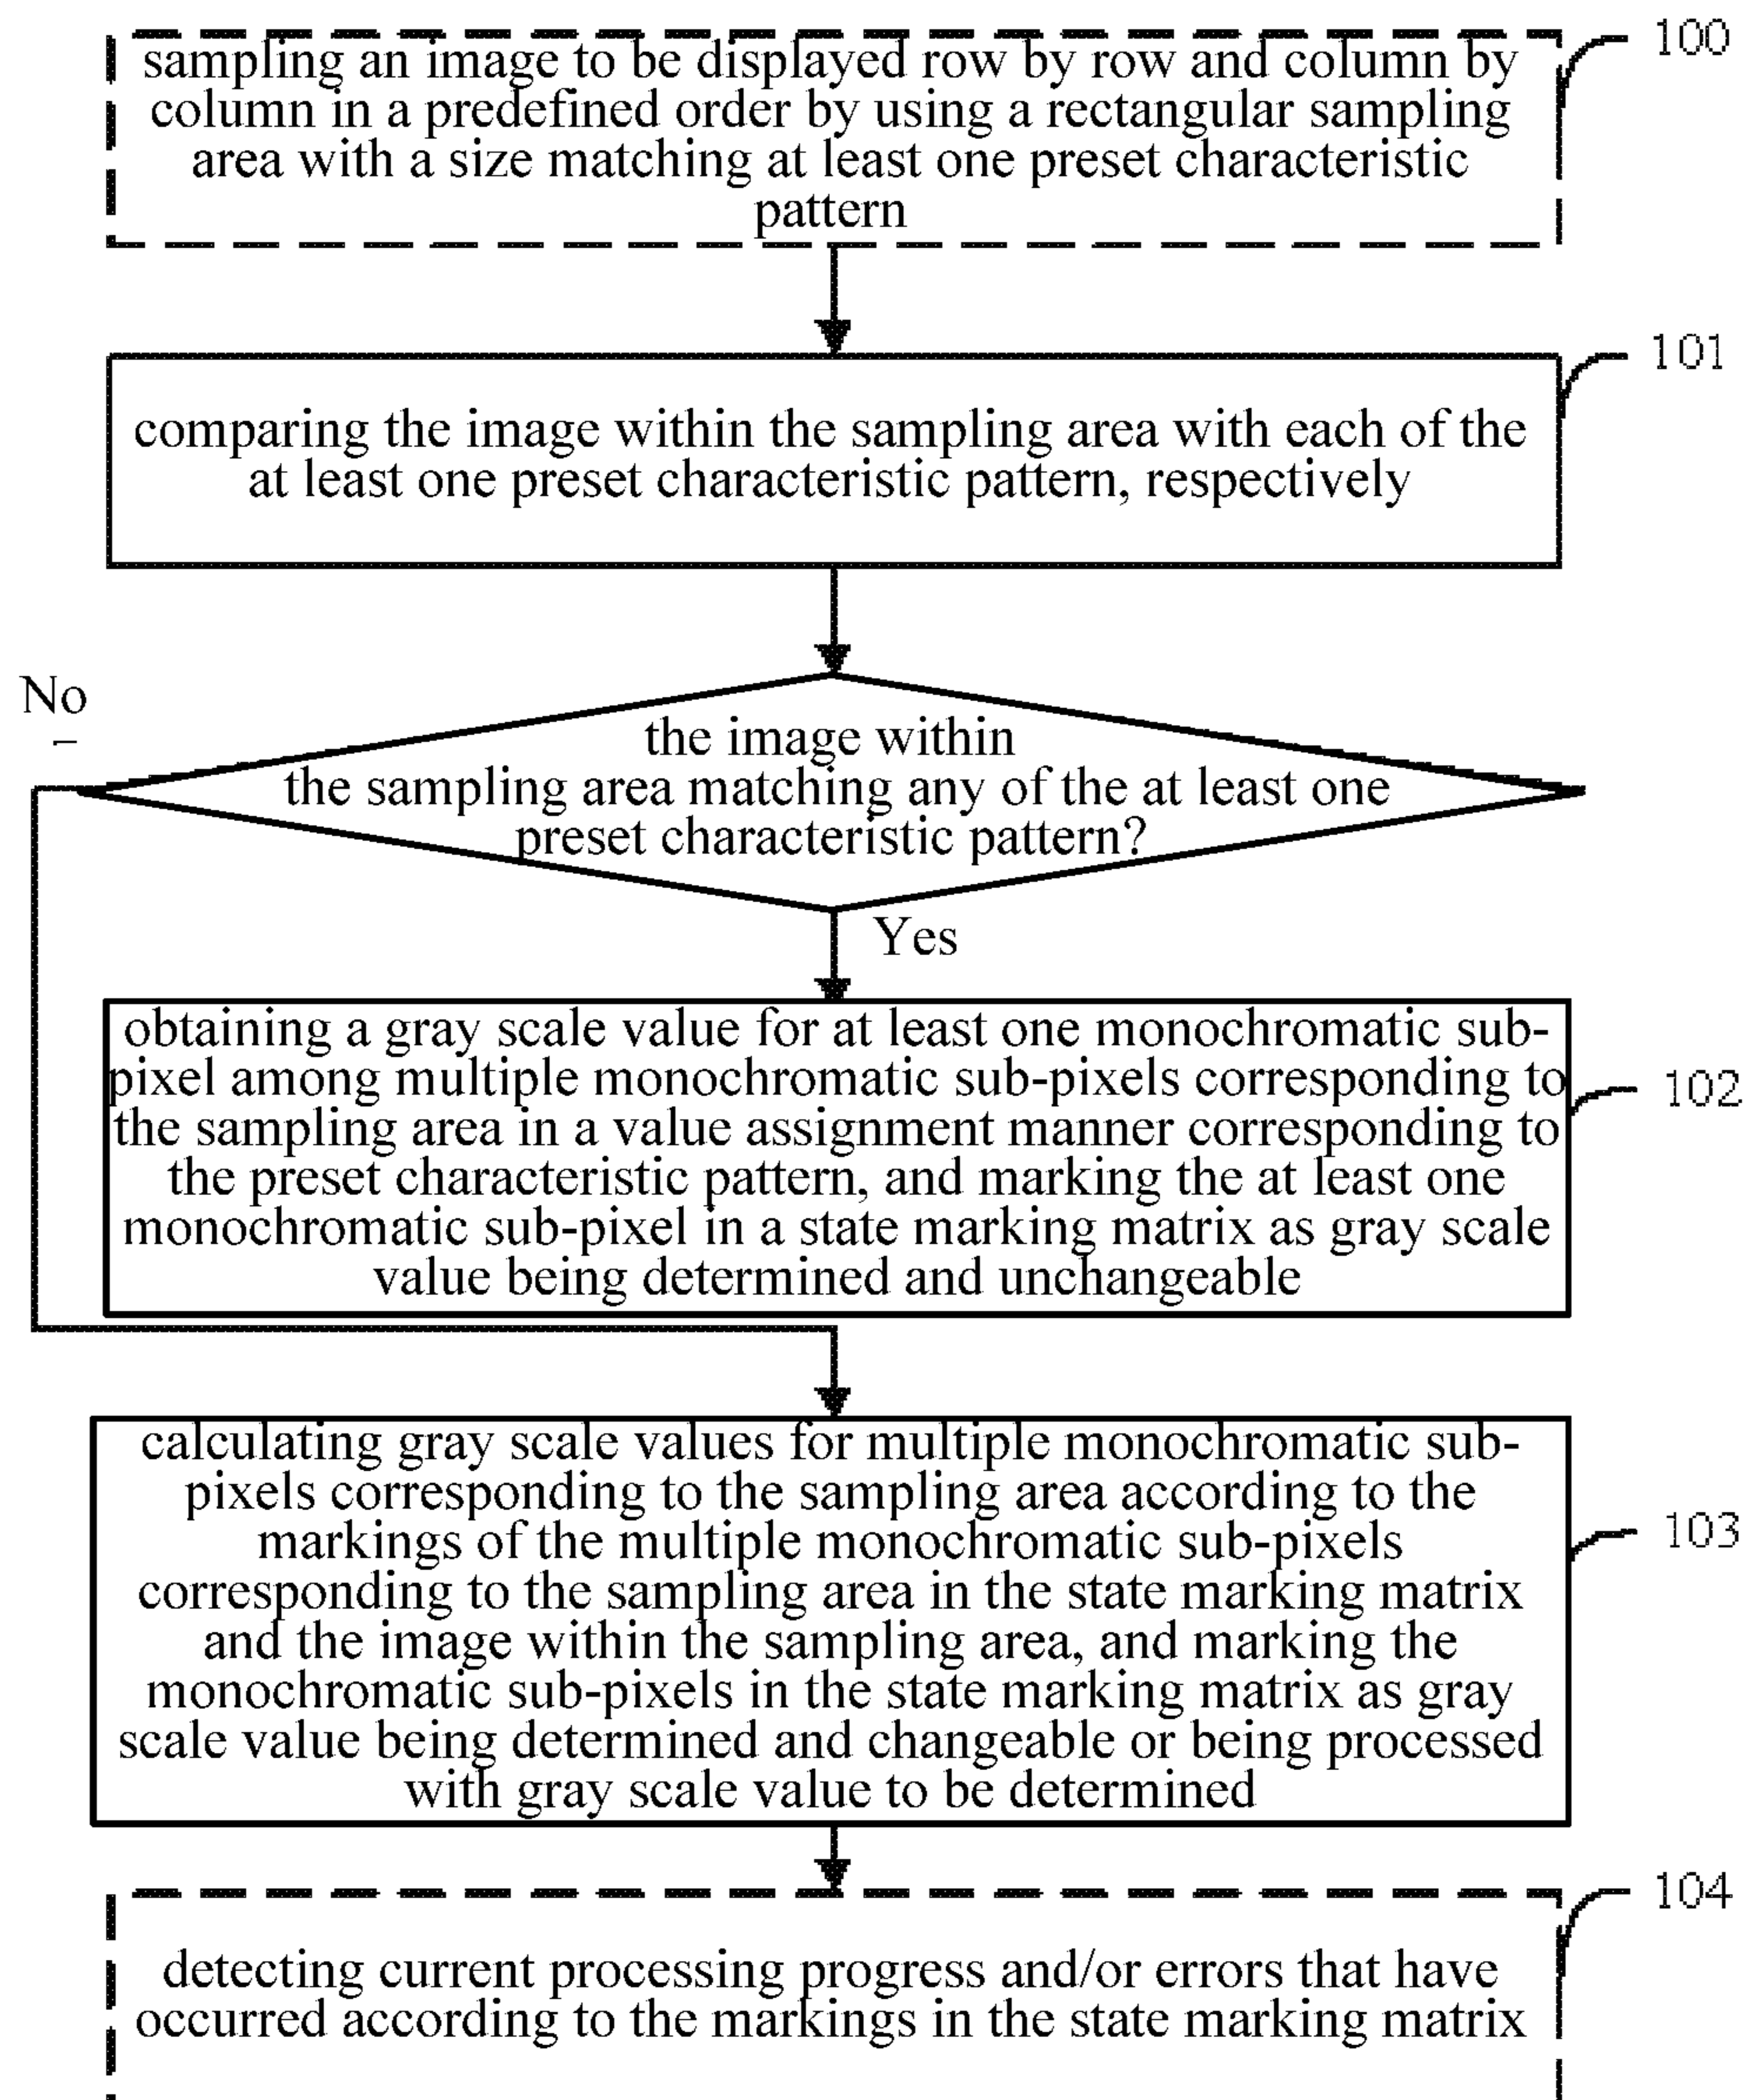 100
sampling an image to be displayed row by row and column by
column in a predefined order by using a rectangular sampling
area with a size matching at least one preset characteristic
pattern
101
comparing the image within the sampling area with each of the
at least one preset characteristic pattern, respectively
No
the image within
the sampling area matching any of the at least one
preset characteristic pattern?
Yes
obtaining a gray scale value for at least one monochromatic sub-
pixel among multiple monochromatic sub-pixels corresponding to
102
the sampling area in a value assignment manner corresponding to
the preset characteristic pattern, and marking the at least one
monochromatic sub-pixel in a state marking matrix as gray scale
value being determined and unchangeable
calculating gray scale values for multiple monochromatic sub-
pixels corresponding to the sampling area according to the
markings of the multiple monochromatic sub-pixels
103
corresponding to the sampling area in the state marking matrix
and the image within the sampling area, and marking the
monochromatic sub-pixels in the state marking matrix as gray
scale value being determined and changeable or being processed
with gray scale value to be determined
104
detecting current processing progress and/or errors that have
occurred according to the markings in the state marking matrix